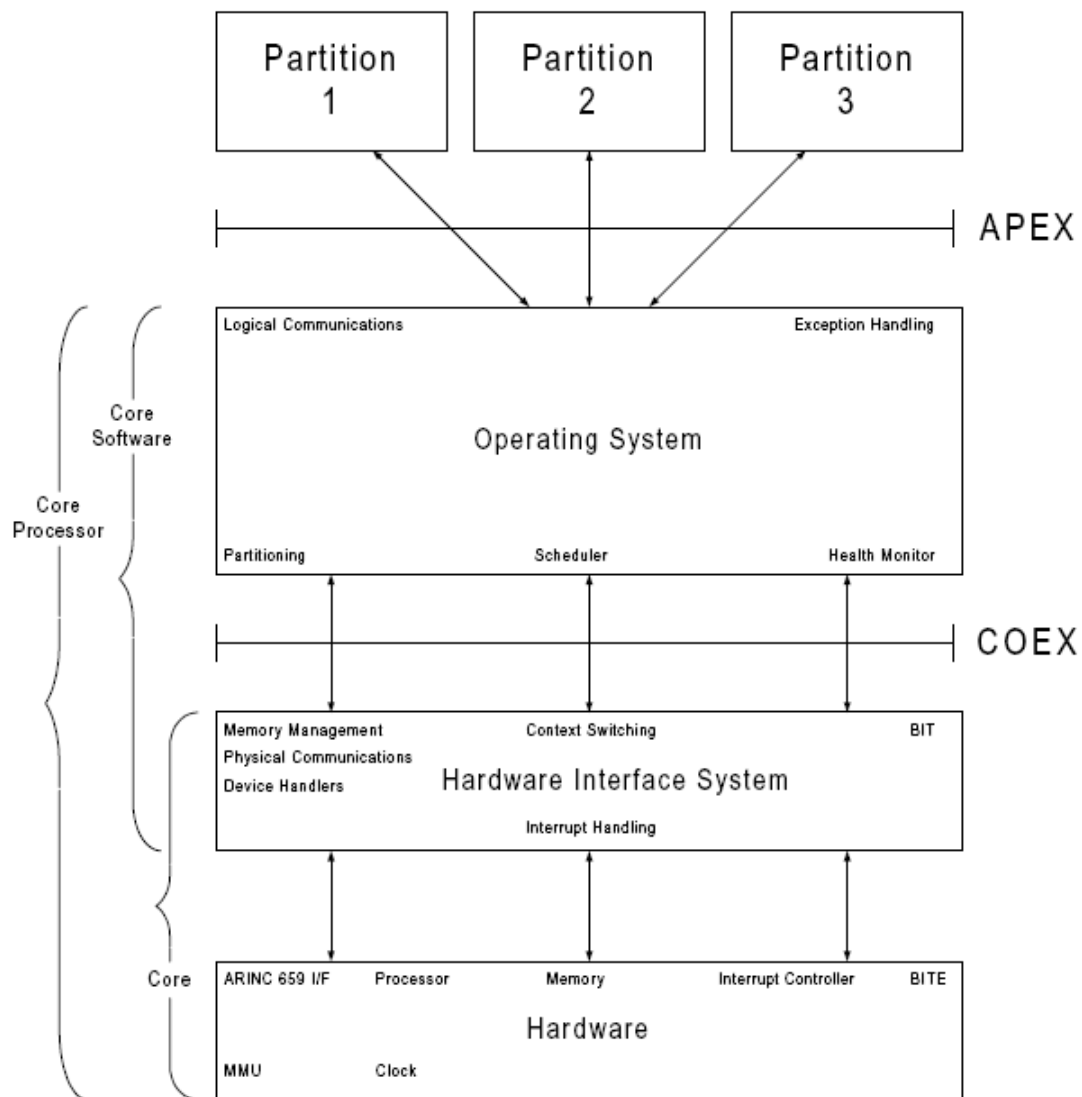 Partition
1
Partition
2
Partition
3
APEX
Logical Communications
Exception Handling
Core
Software
Operating System
Core
Processor
Partitioning
Scheduler
Health Monitor
COEX
Memory Management
Context Switching
BIT
Physical Communications
Device Handlers
Hardware Interface System
Interrupt Handling
Core
ARINC 659 I/F
Processor
Memory
Interrupt Controller
BITE
Hardware
MMU
Clock